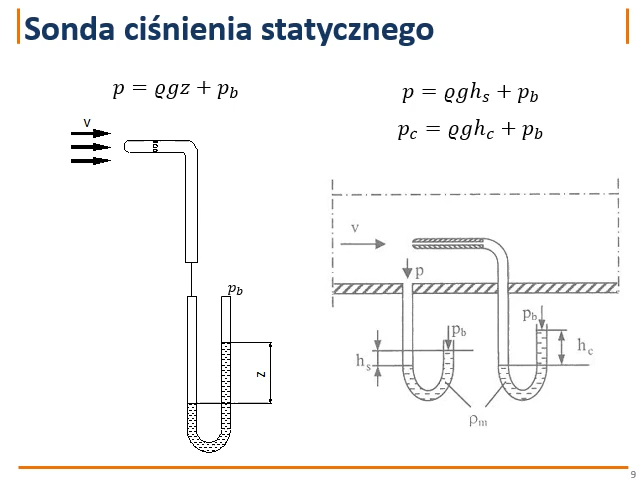 Sonda ciśnienia statycznego
p = ϱgz + p_b
p = ϱgh_s + p_b
p_c = ϱgh_c + p_b
v
p_b
z
v
p
p_b
h_s
p_b
h_c
ρ_m
9